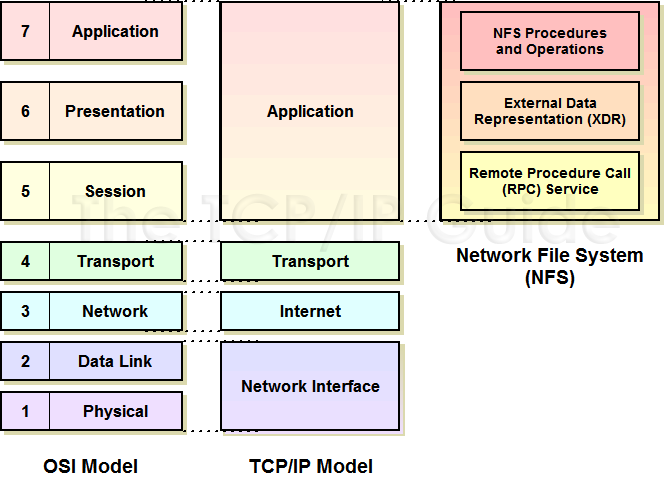 7 Application
6 Presentation
5 Session
4 Transport
3 Network
2 Data Link
1 Physical
OSI Model
Application
Transport
Internet
Network Interface
TCP/IP Model
NFS Procedures
and Operations
External Data
Representation (XDR)
Remote Procedure Call
(RPC) Service
Network File System
(NFS)
The TCP/IP Guide